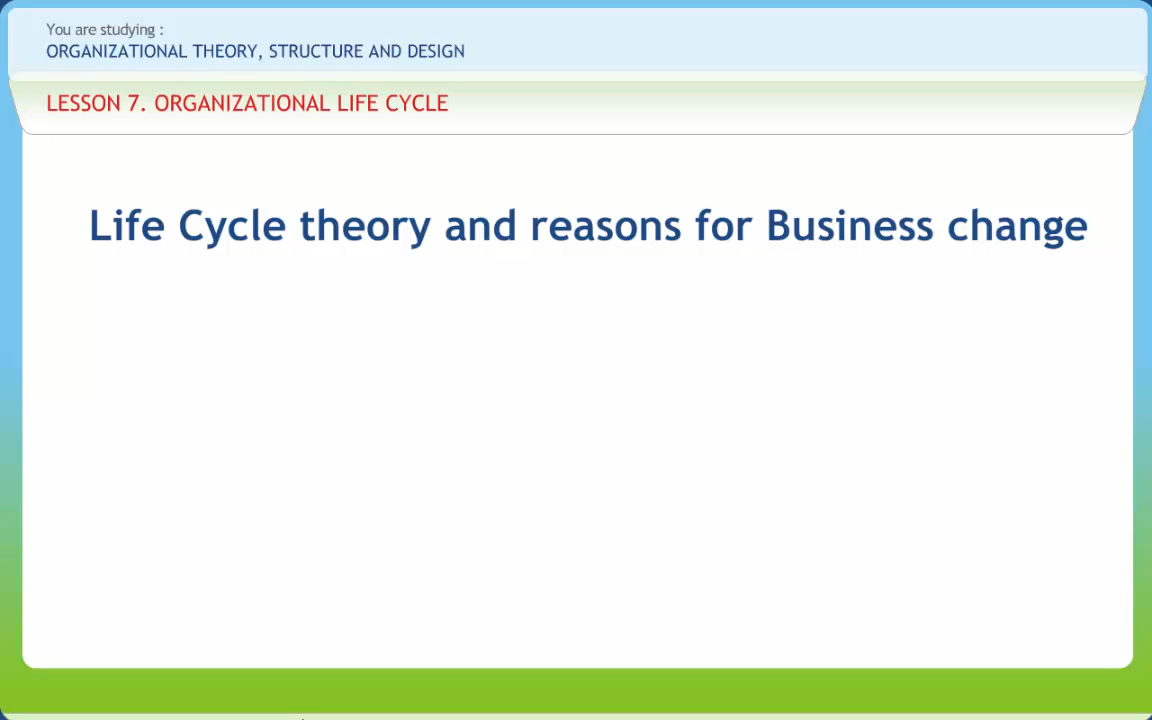 You are studying :
ORGANIZATIONAL THEORY, STRUCTURE AND DESIGN
LESSON 7. ORGANIZATIONAL LIFE CYCLE
Life Cycle theory and reasons for Business change